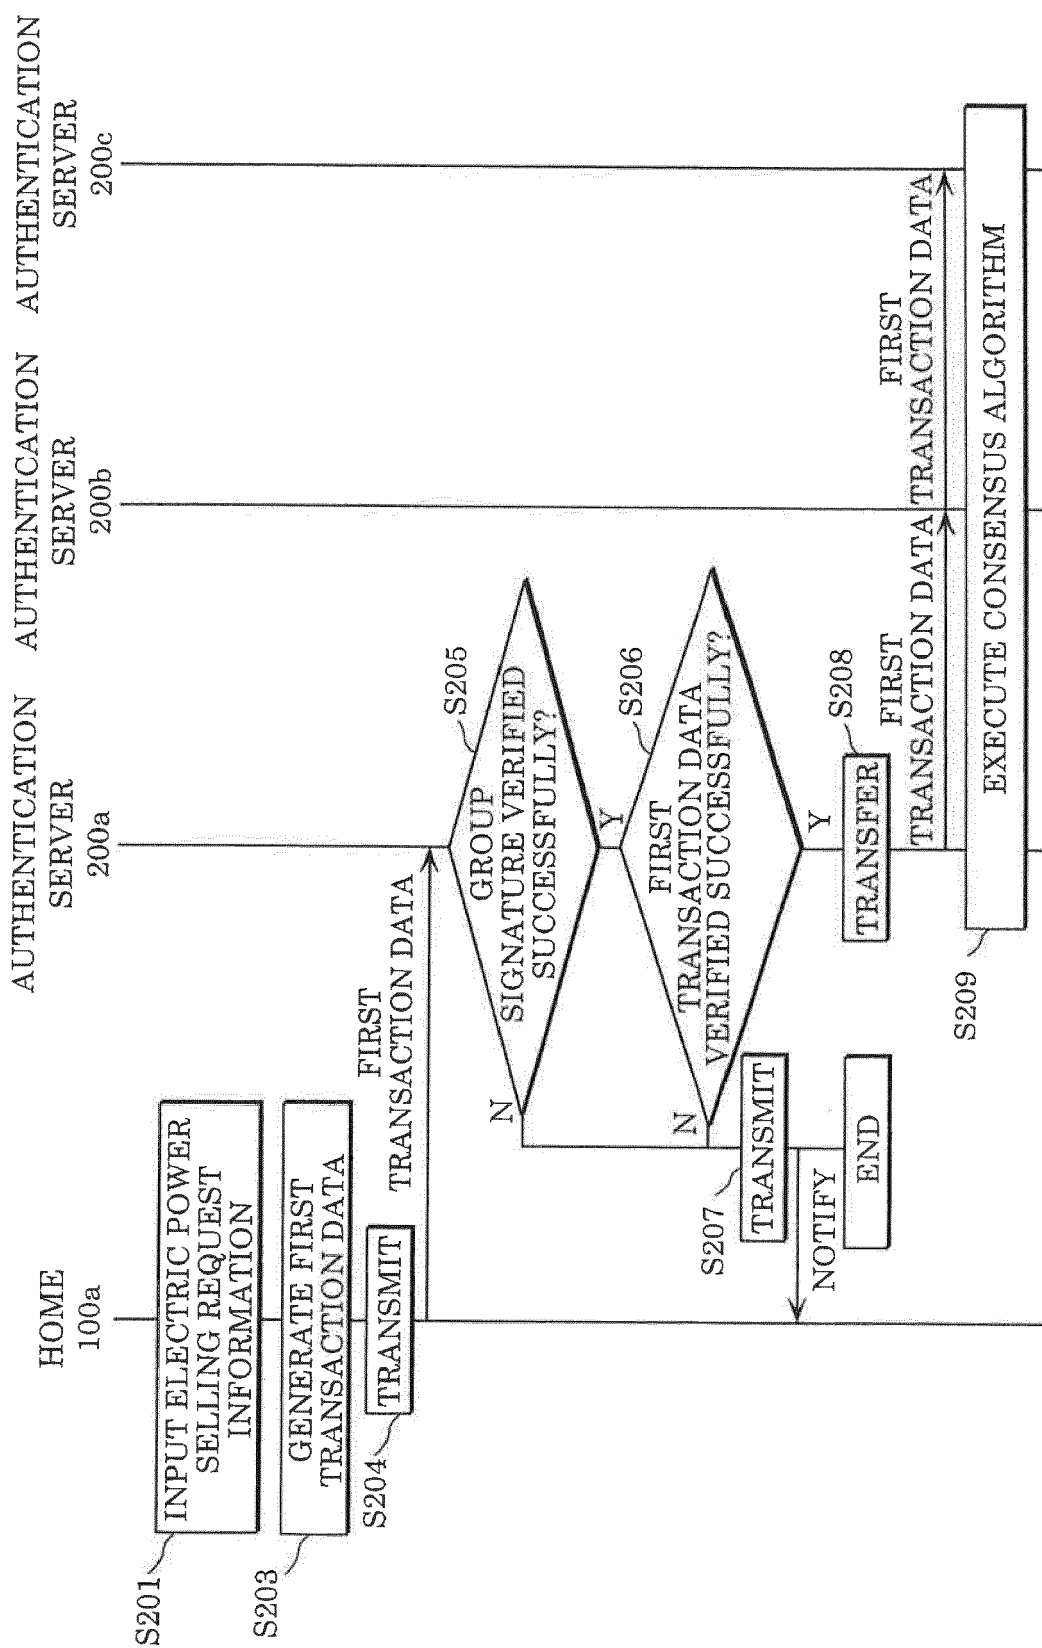 HOME
100a
AUTHENTICATION
SERVER
200a
AUTHENTICATION
SERVER
200b
AUTHENTICATION
SERVER
200c
S201
INPUT ELECTRIC POWER
SELLING REQUEST
INFORMATION
S203
GENERATE FIRST
TRANSACTION DATA
S204
TRANSMIT
FIRST
TRANSACTION DATA
S205
GROUP
SIGNATURE VERIFIED
SUCCESSFULLY?
N
Y
S206
FIRST
TRANSACTION DATA
VERIFIED SUCCESSFULLY?
N
Y
S207
TRANSMIT
NOTIFY
END
S208
TRANSFER
FIRST
TRANSACTION DATA
FIRST
TRANSACTION DATA
S209
EXECUTE CONSENSUS ALGORITHM